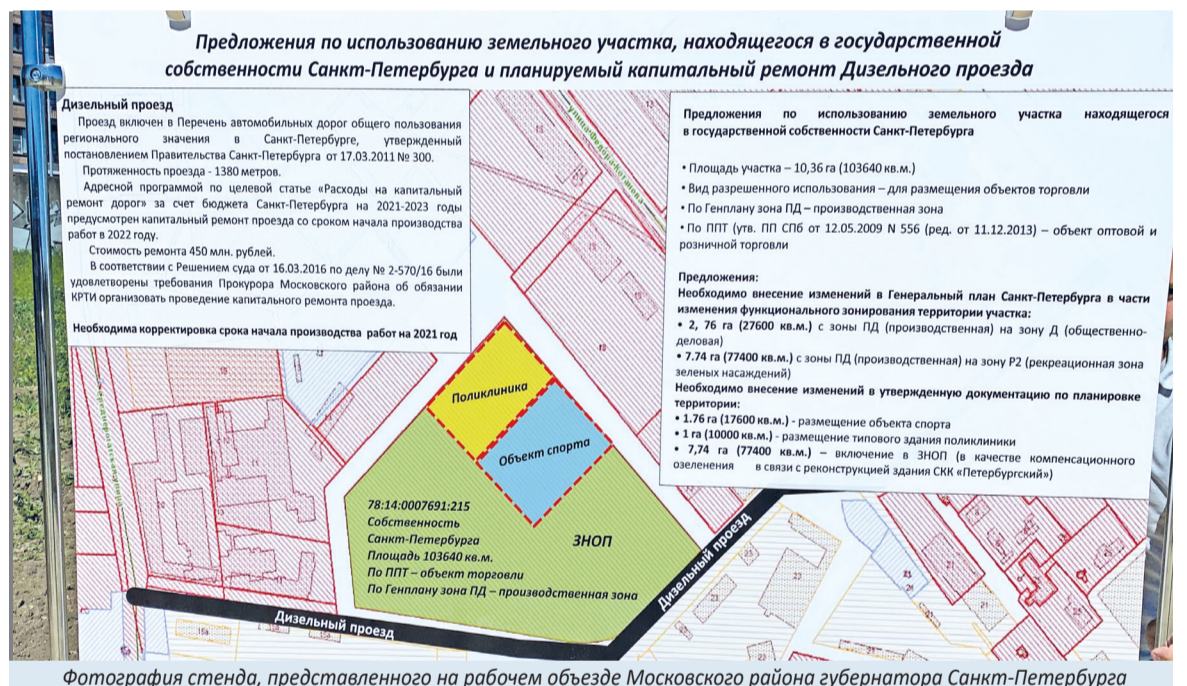 Предложения по использованию земельного участка, находящегося в государственной
собственности Санкт-Петербурга и планируемый капитальный ремонт Дизельного проезда
Дизельный проезд
Проезд включен в Перечень автомобильных дорог общего пользования
регионального значения в Санкт-Петербурге, утвержденный
постановлением Правительства Санкт-Петербурга от 17.03.2011 № 300.
Протяженность проезда - 1380 метров.
Адресной программой по целевой статье «Расходы на капитальный
ремонт дорог» за счет бюджета Санкт-Петербурга на 2021-2023 годы
предусмотрен капитальный ремонт проезда со сроком начала производства
работ в 2022 году.
Стоимость ремонта 450 млн. рублей.
В соответствии с Решением суда от 16.03.2016 по делу № 2-570/16 были
удовлетворены требования Прокурора Московского района об обязании
КРТИ организовать проведение капитального ремонта проезда.
Необходима корректировка срока начала производства работ на 2021 год
улица Фёдора Котанова
Предложения по использованию земельного участка находящегося
в государственной собственности Санкт-Петербурга
• Площадь участка – 10,36 га (103640 кв.м.)
• Вид разрешенного использования – для размещения объектов торговли
• По Генплану зона ПД – производственная зона
• По ППТ (утв. ПП СПб от 12.05.2009 N 556 (ред. от 11.12.2013) – объект оптовой и
розничной торговли
Предложения:
Необходимо внесение изменений в Генеральный план Санкт-Петербурга в части
изменения функционального зонирования территории участка:
• 2, 76 га (27600 кв.м.) с зоны ПД (производственная) на зону Д (общественно-
деловая)
• 7.74 га (77400 кв.м.) с зоны ПД (производственная) на зону Р2 (рекреационная зона
зеленых насаждений)
Необходимо внесение изменений в утвержденную документацию по планировке
территории:
• 1.76 га (17600 кв.м.) - размещение объекта спорта
• 1 га (10000 кв.м.) - размещение типового здания поликлиники
• 7,74 га (77400 кв.м.) – включение в ЗНОП (в качестве компенсационного
озеленения в связи с реконструкцией здания СКК «Петербургский»)
Поликлиника
Объект спорта
78:14:0007691:215
Собственность
Санкт-Петербурга
Площадь 103640 кв.м.
По ППТ – объект торговли
По Генплану зона ПД – производственная зона
ЗНОП
Дизельный проезд
Дизельный проезд
Фотография стенда, представленного на рабочем объезде Московского района губернатора Санкт-Петербурга